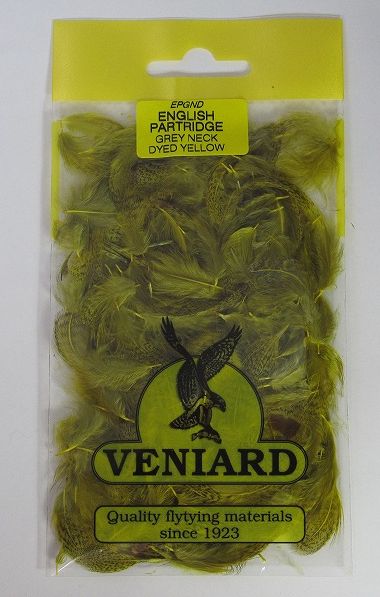 EPGND
ENGLISH
PARTRIDGE
GREY NECK
DYED YELLOW
VENIARD
Quality flytying materials
since 1923